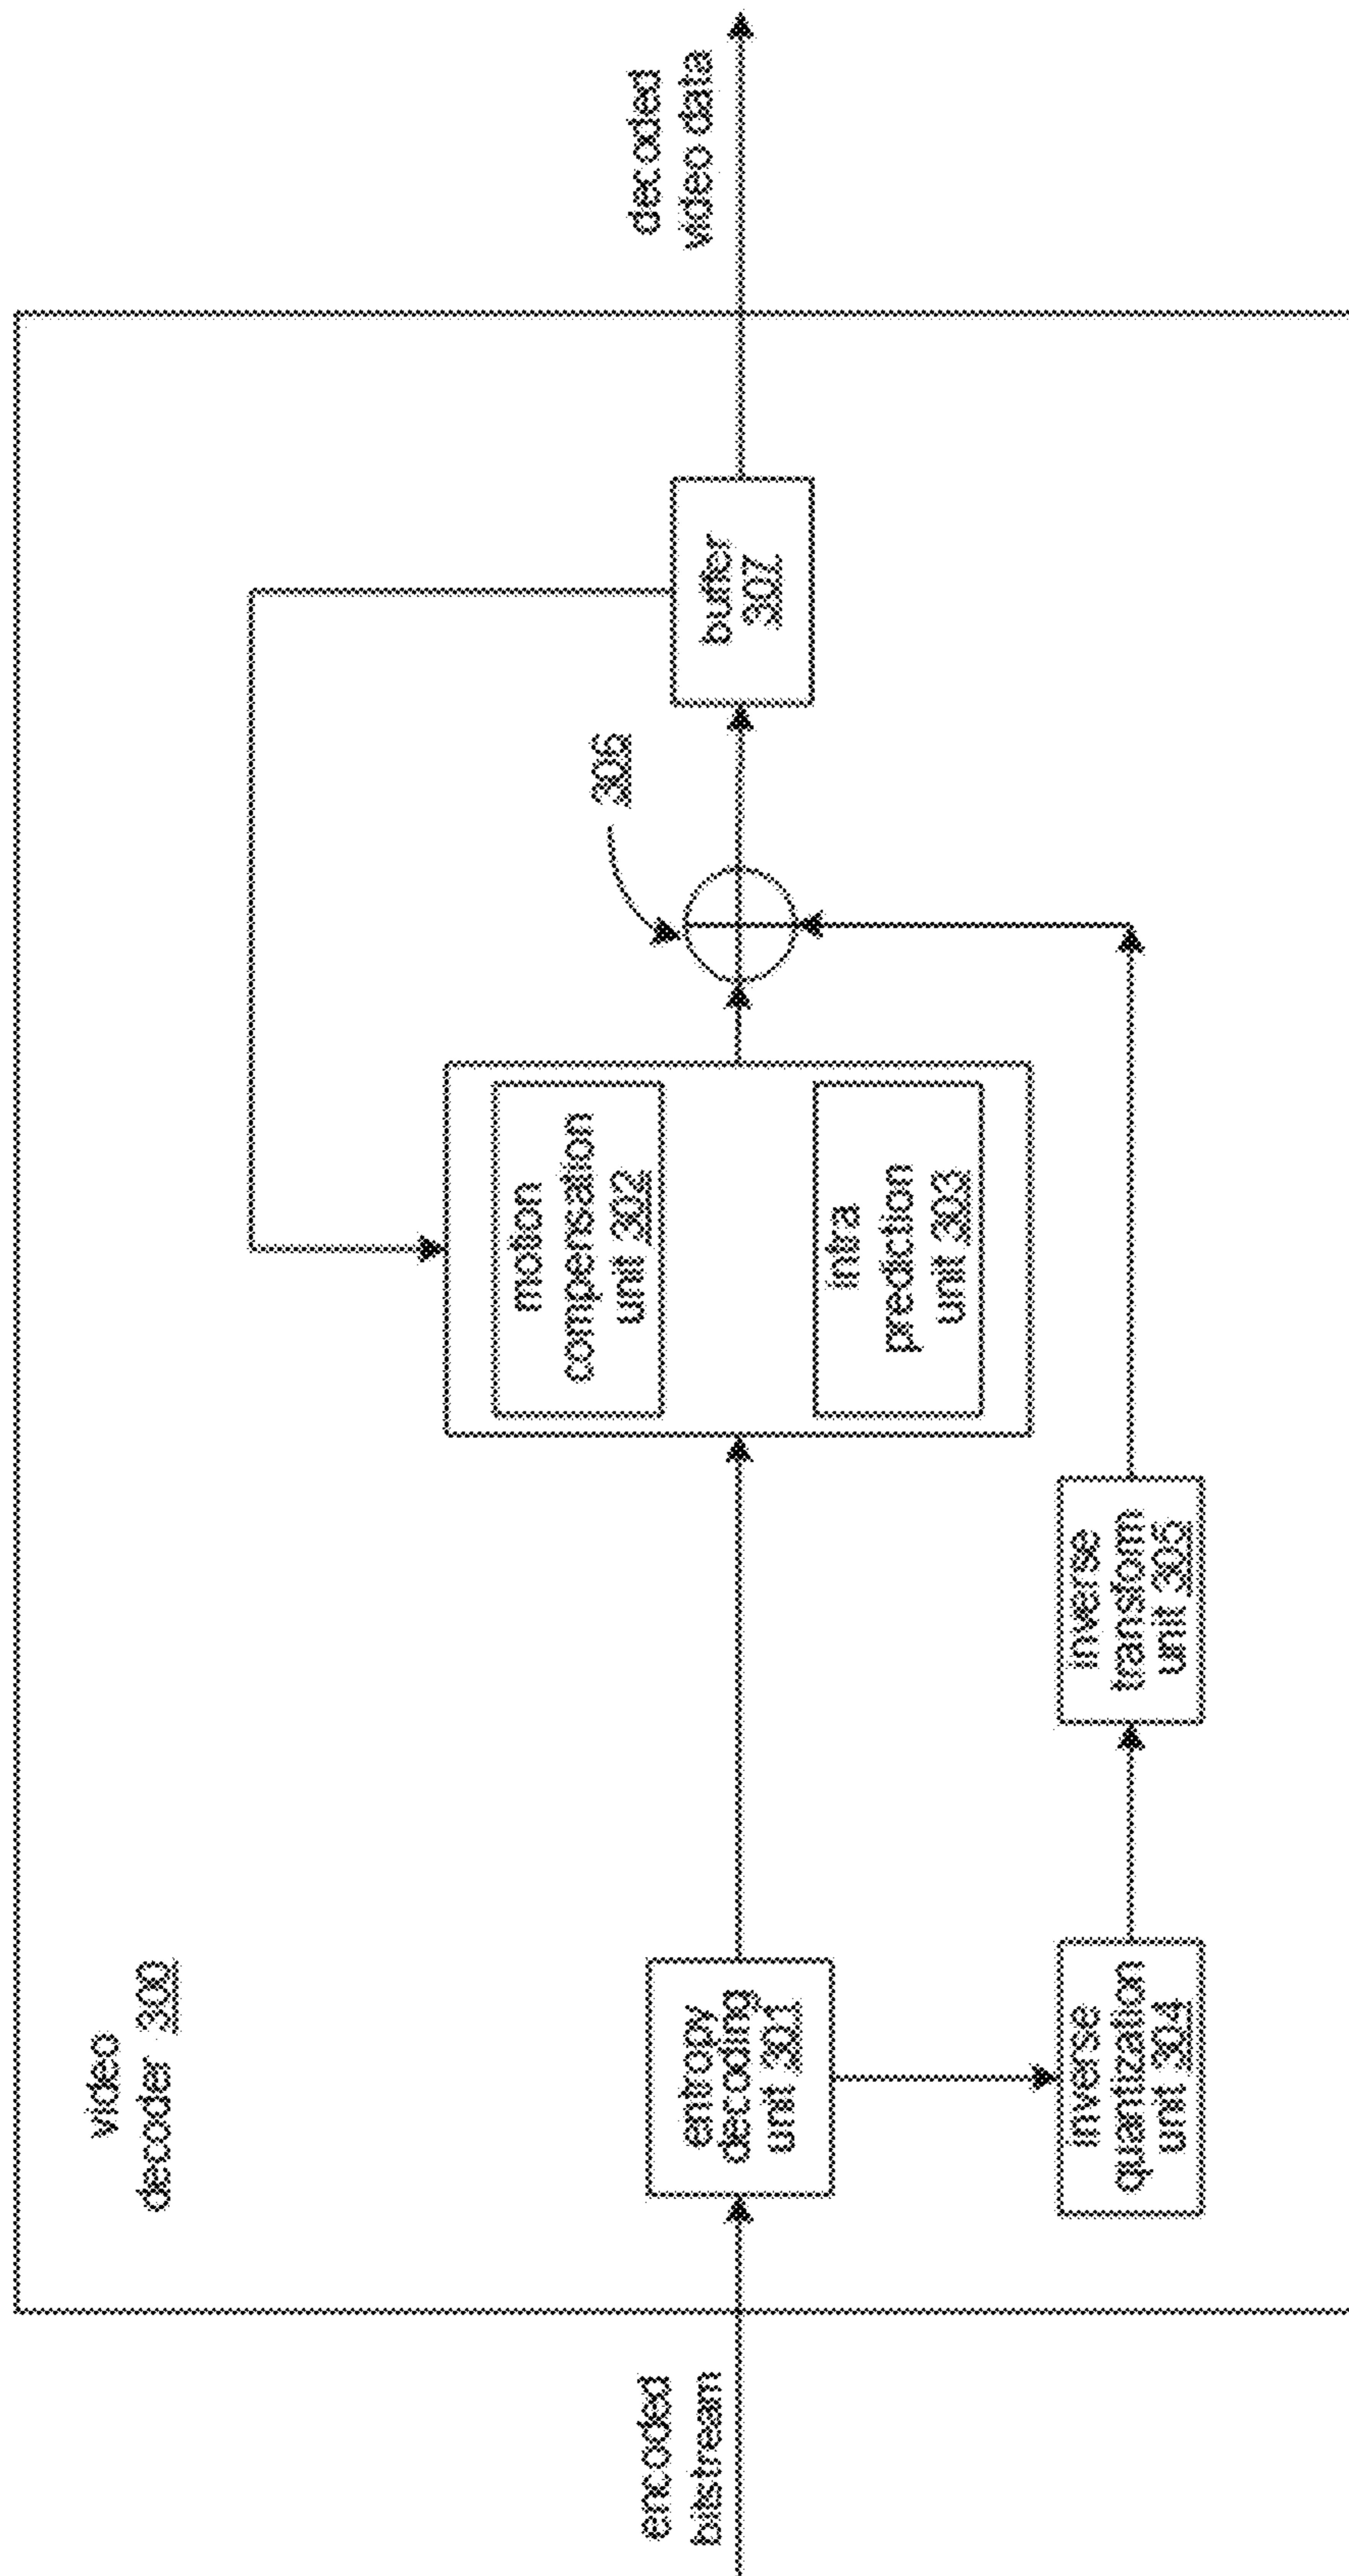 video
decoder 300
encoded
bitstream
entropy
decoding
unit 301
inverse
quantization
unit 304
inverse
transform
unit 305
motion
compensation
unit 302
intra
prediction
unit 303
306
buffer
307
decoded
video data